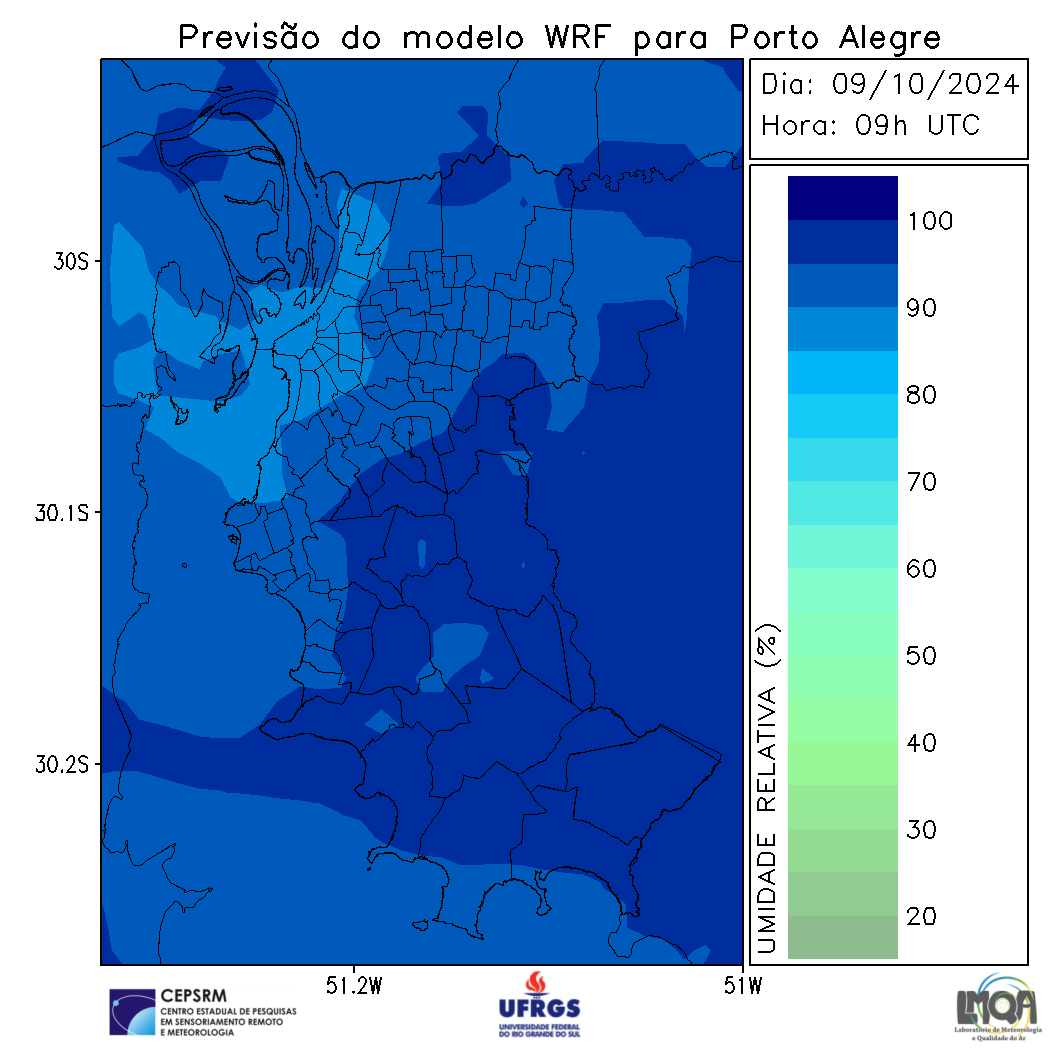 Previsão do modelo WRF para Porto Alegre
Dia: 09/10/2024
Hora: 09h UTC
30S
30.1S
30.2S
51.2W
51W
UMIDADE RELATIVA (%)
100
90
80
70
60
50
40
30
20
CEPSRM
CENTRO ESTADUAL DE PESQUISAS
EM SENSORIAMENTO REMOTO
E METEOROLOGIA
UFRGS
UNIVERSIDADE FEDERAL
DO RIO GRANDE DO SUL
LMQA
Laboratório de Meteorologia
e Qualidade do Ar